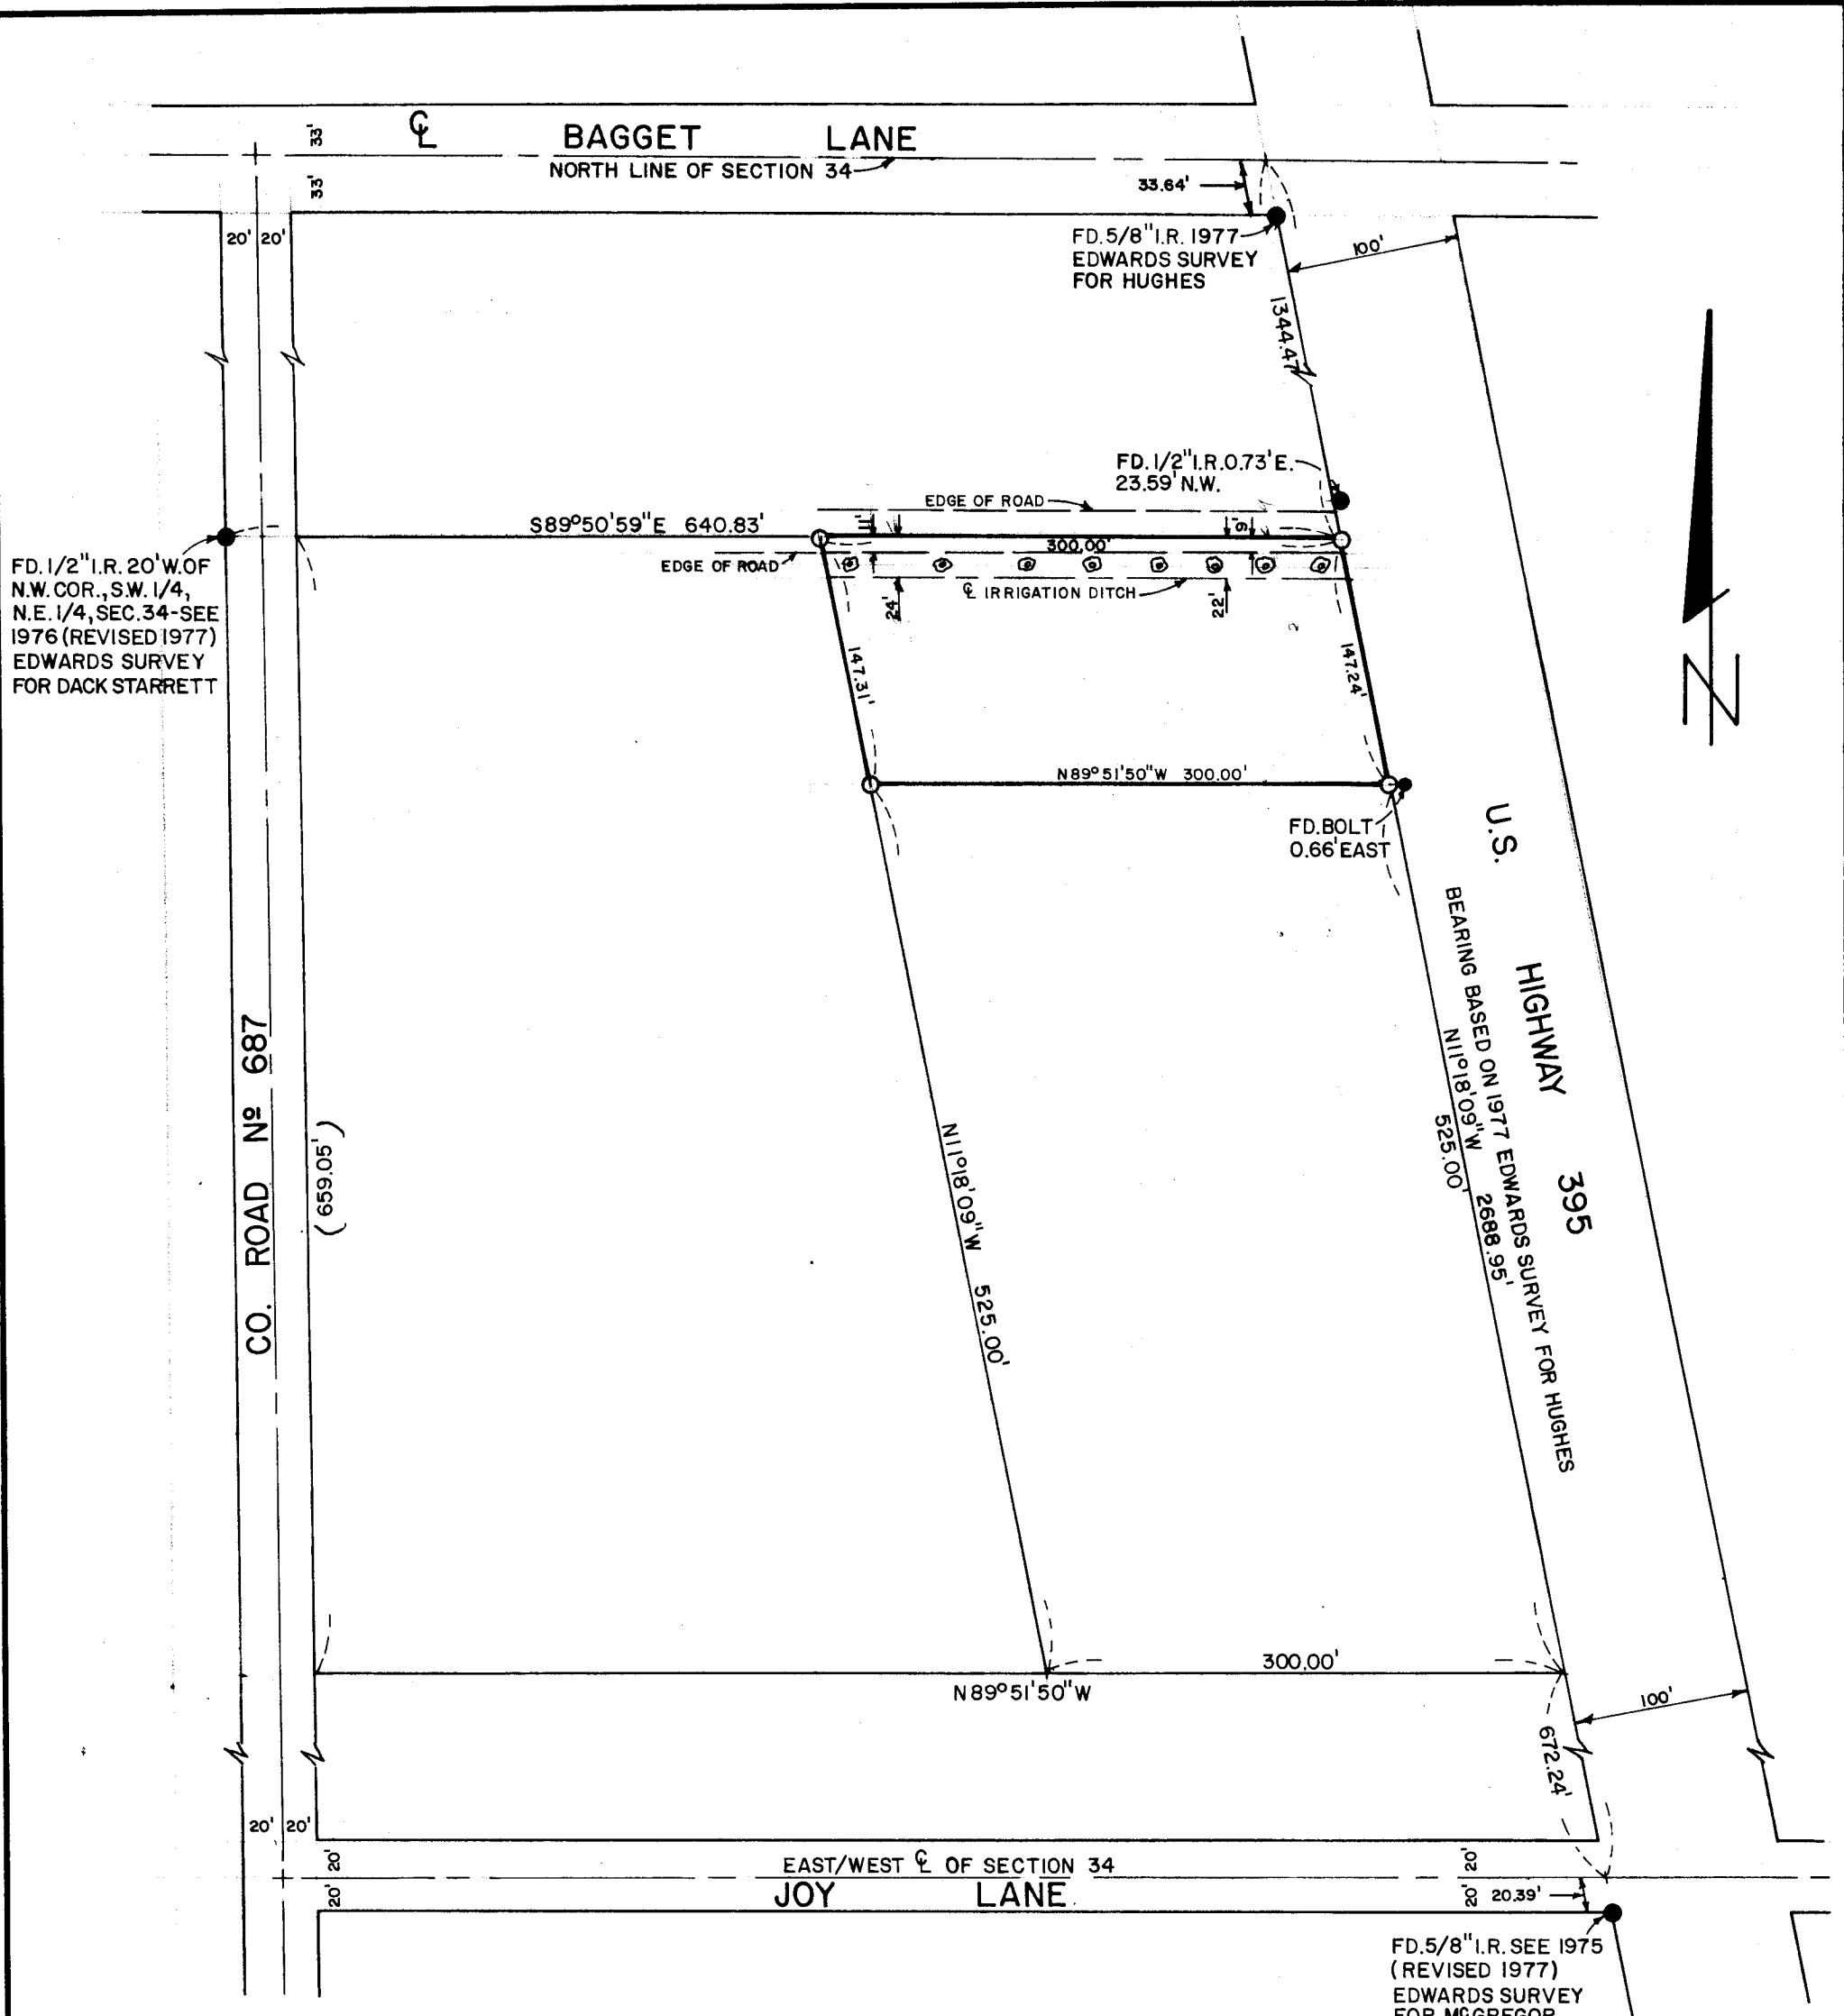 ℄ BAGGET LANE
NORTH LINE OF SECTION 34
33'
33'
33.64'
20' 20'
FD. 5/8" I.R. 1977
EDWARDS SURVEY
FOR HUGHES
100'
1344.47
FD. 1/2" I.R. 0.73' E.
23.59' N.W.
EDGE OF ROAD
S89°50'59"E 640.83'
11'
9'
300.00'
EDGE OF ROAD
℄ IRRIGATION DITCH
24'
22'
FD. 1/2" I.R. 20' W. OF
N.W. COR., S.W. 1/4,
N.E. 1/4, SEC. 34-SEE
1976 (REVISED 1977)
EDWARDS SURVEY
FOR DACK STARRETT
147.31'
147.24'
N
N89°51'50"W 300.00'
FD. BOLT
0.66' EAST
U.S. HIGHWAY 395
BEARING BASED ON 1977 EDWARDS SURVEY FOR HUGHES
N11°18'09"W 2688.95'
525.00'
CO. ROAD Nº 687
(659.05')
N11°18'09"W 525.00'
300.00'
N89°51'50"W
100'
672.24'
20' 20'
20'
20'
EAST/WEST ℄ OF SECTION 34
JOY LANE
20'
20'
20.39'
FD. 5/8" I.R. SEE 1975
(REVISED 1977)
EDWARDS SURVEY
FOR McGREGOR